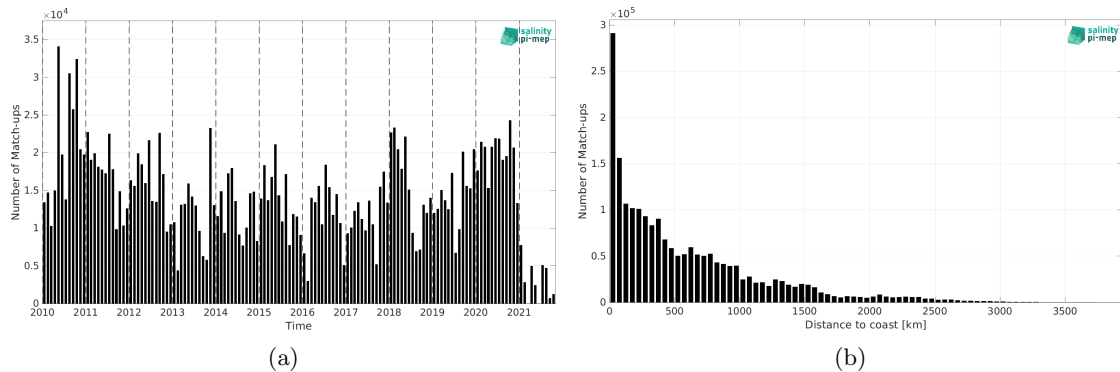 ×10⁴
4
3.5
3
2.5
2
1.5
1
0.5
0
Number of Match-ups
2010 2011 2012 2013 2014 2015 2016 2017 2018 2019 2020 2021
Time
salinity
pi-mep
(a)
×10⁵
3
2.5
2
1.5
1
0.5
0
Number of Match-ups
0 500 1000 1500 2000 2500 3000 3500
Distance to coast [km]
salinity
pi-mep
(b)